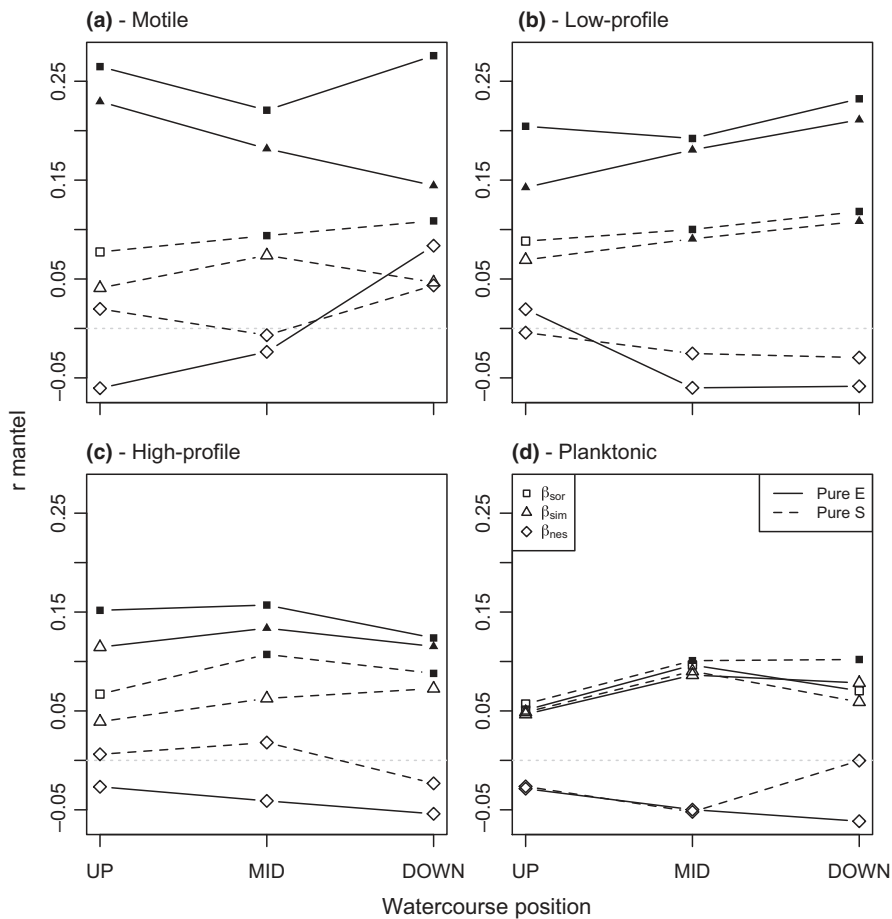 (a) - Motile
(b) - Low-profile
0.25
0.15
0.05
−0.05
0.25
0.15
0.05
−0.05
(c) - High-profile
(d) - Planktonic
r mantel
0.25
0.15
0.05
−0.05
0.25
0.15
0.05
−0.05
βsor
βsim
βnes
Pure E
Pure S
UP MID DOWN
UP MID DOWN
Watercourse position